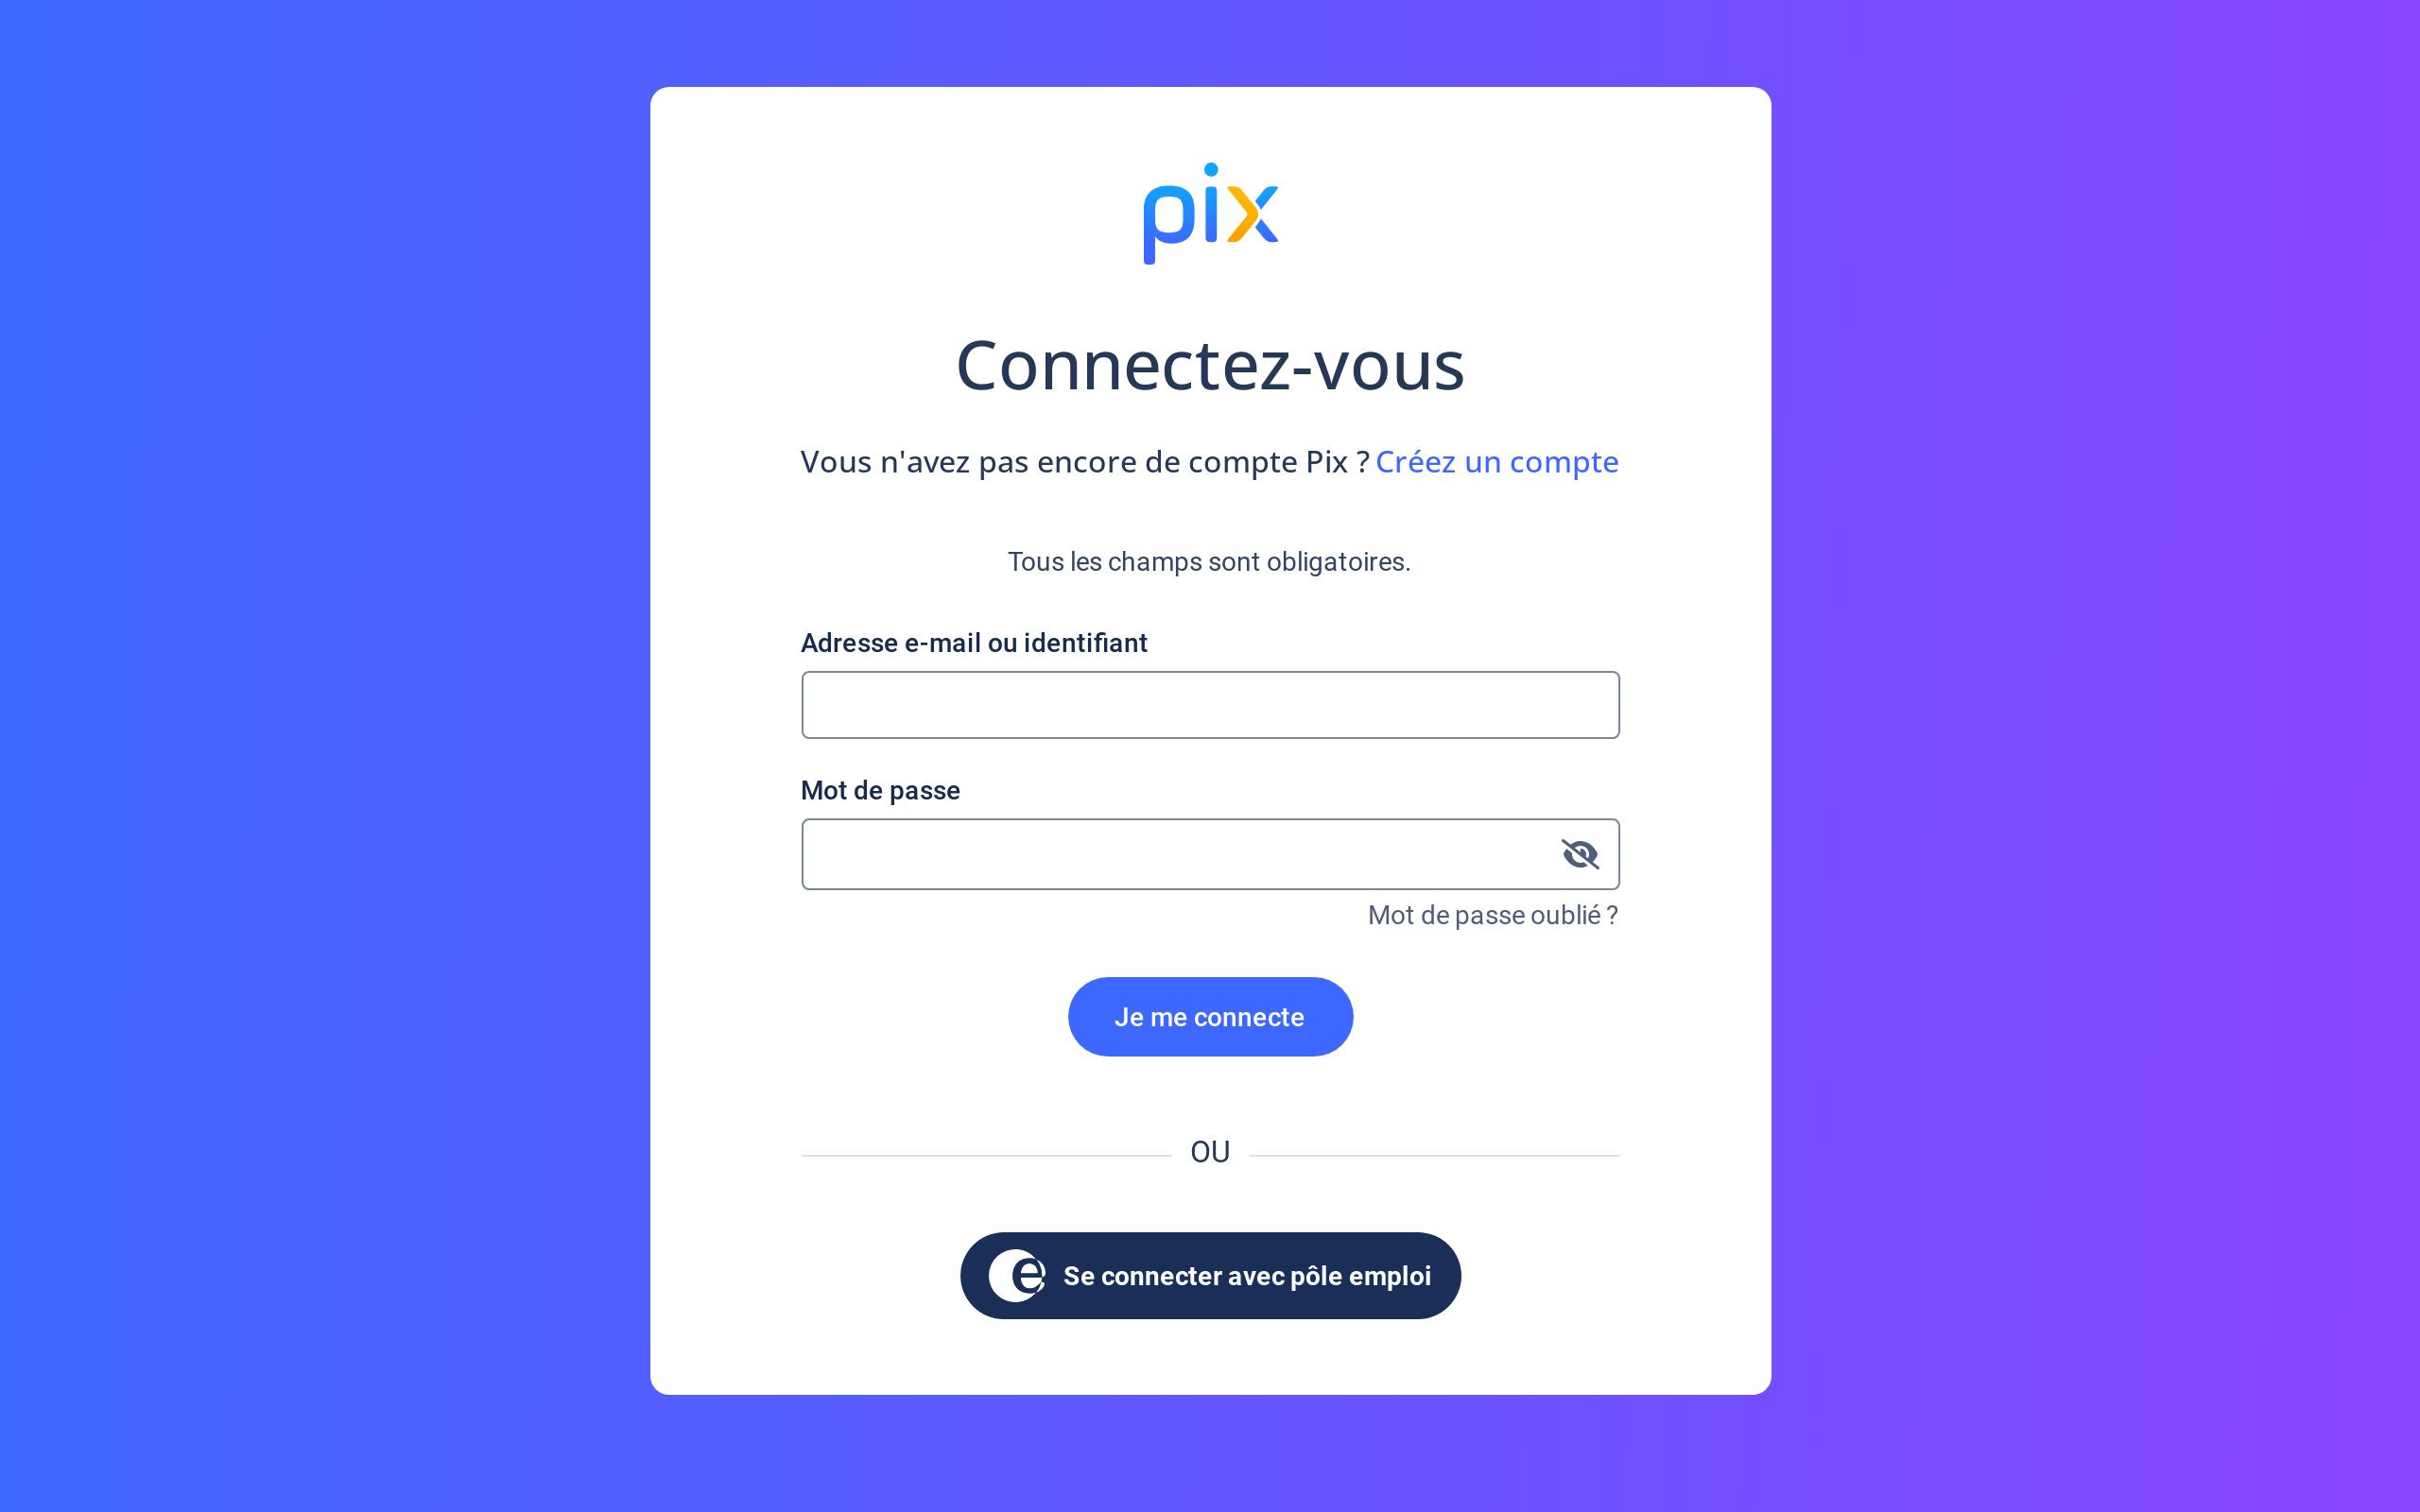 pix
Connectez-vous
Vous n'avez pas encore de compte Pix ? Créez un compte
Tous les champs sont obligatoires.
Adresse e-mail ou identifiant
Mot de passe
Mot de passe oublié ?
Je me connecte
OU
e Se connecter avec pôle emploi